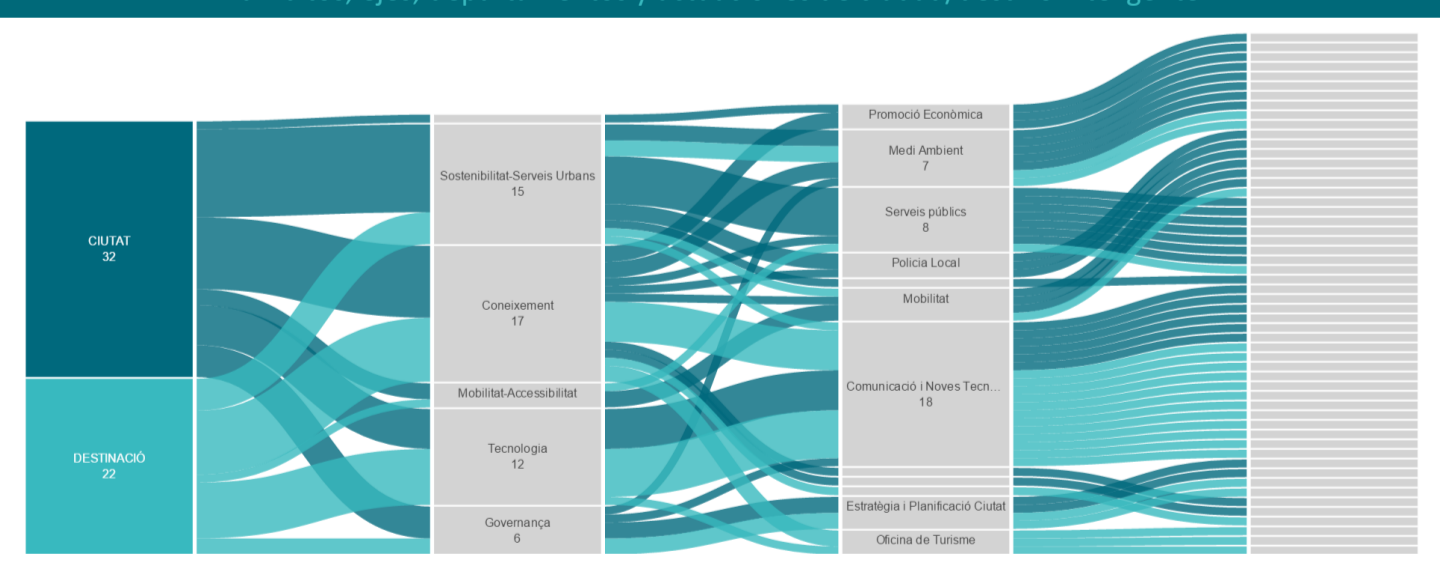 CIUTAT
32
DESTINACIÓ
22
Sostenibilitat-Serveis Urbans
15
Coneixement
17
Mobilitat-Accessibilitat
Tecnologia
12
Governança
6
Promoció Econòmica
Medi Ambient
7
Serveis públics
8
Policia Local
Mobilitat
Comunicació i Noves Tecn...
18
Estratègia i Planificació Ciutat
Oficina de Turisme